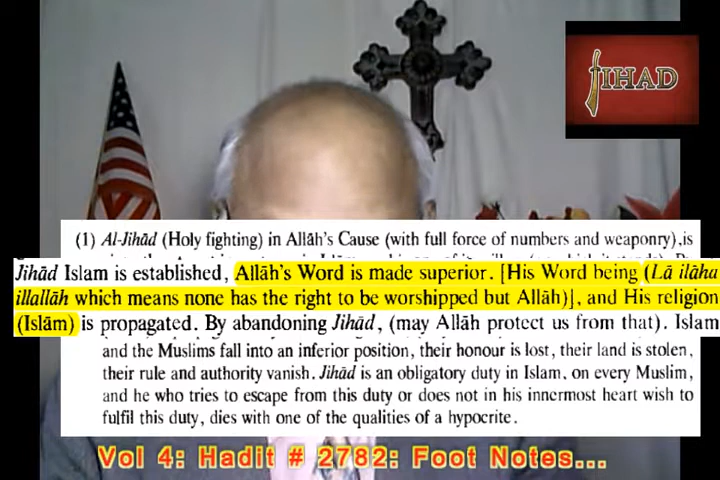 JIHAD
(1) Al-Jihād (Holy fighting) in Allāh's Cause (with full force of numbers and weaponry), is
Jihād Islam is established, Allāh's Word is made superior. [His Word being (Lā ilāha
illallāh which means none has the right to be worshipped but Allāh)], and His religion
(Islām) is propagated. By abandoning Jihād, (may Allāh protect us from that). Islam
and the Muslims fall into an inferior position, their honour is lost, their land is stolen,
their rule and authority vanish. Jihād is an obligatory duty in Islam, on every Muslim,
and he who tries to escape from this duty or does not in his innermost heart wish to
fulfil this duty, dies with one of the qualities of a hypocrite.
Vol 4: Hadit # 2782: Foot Notes...